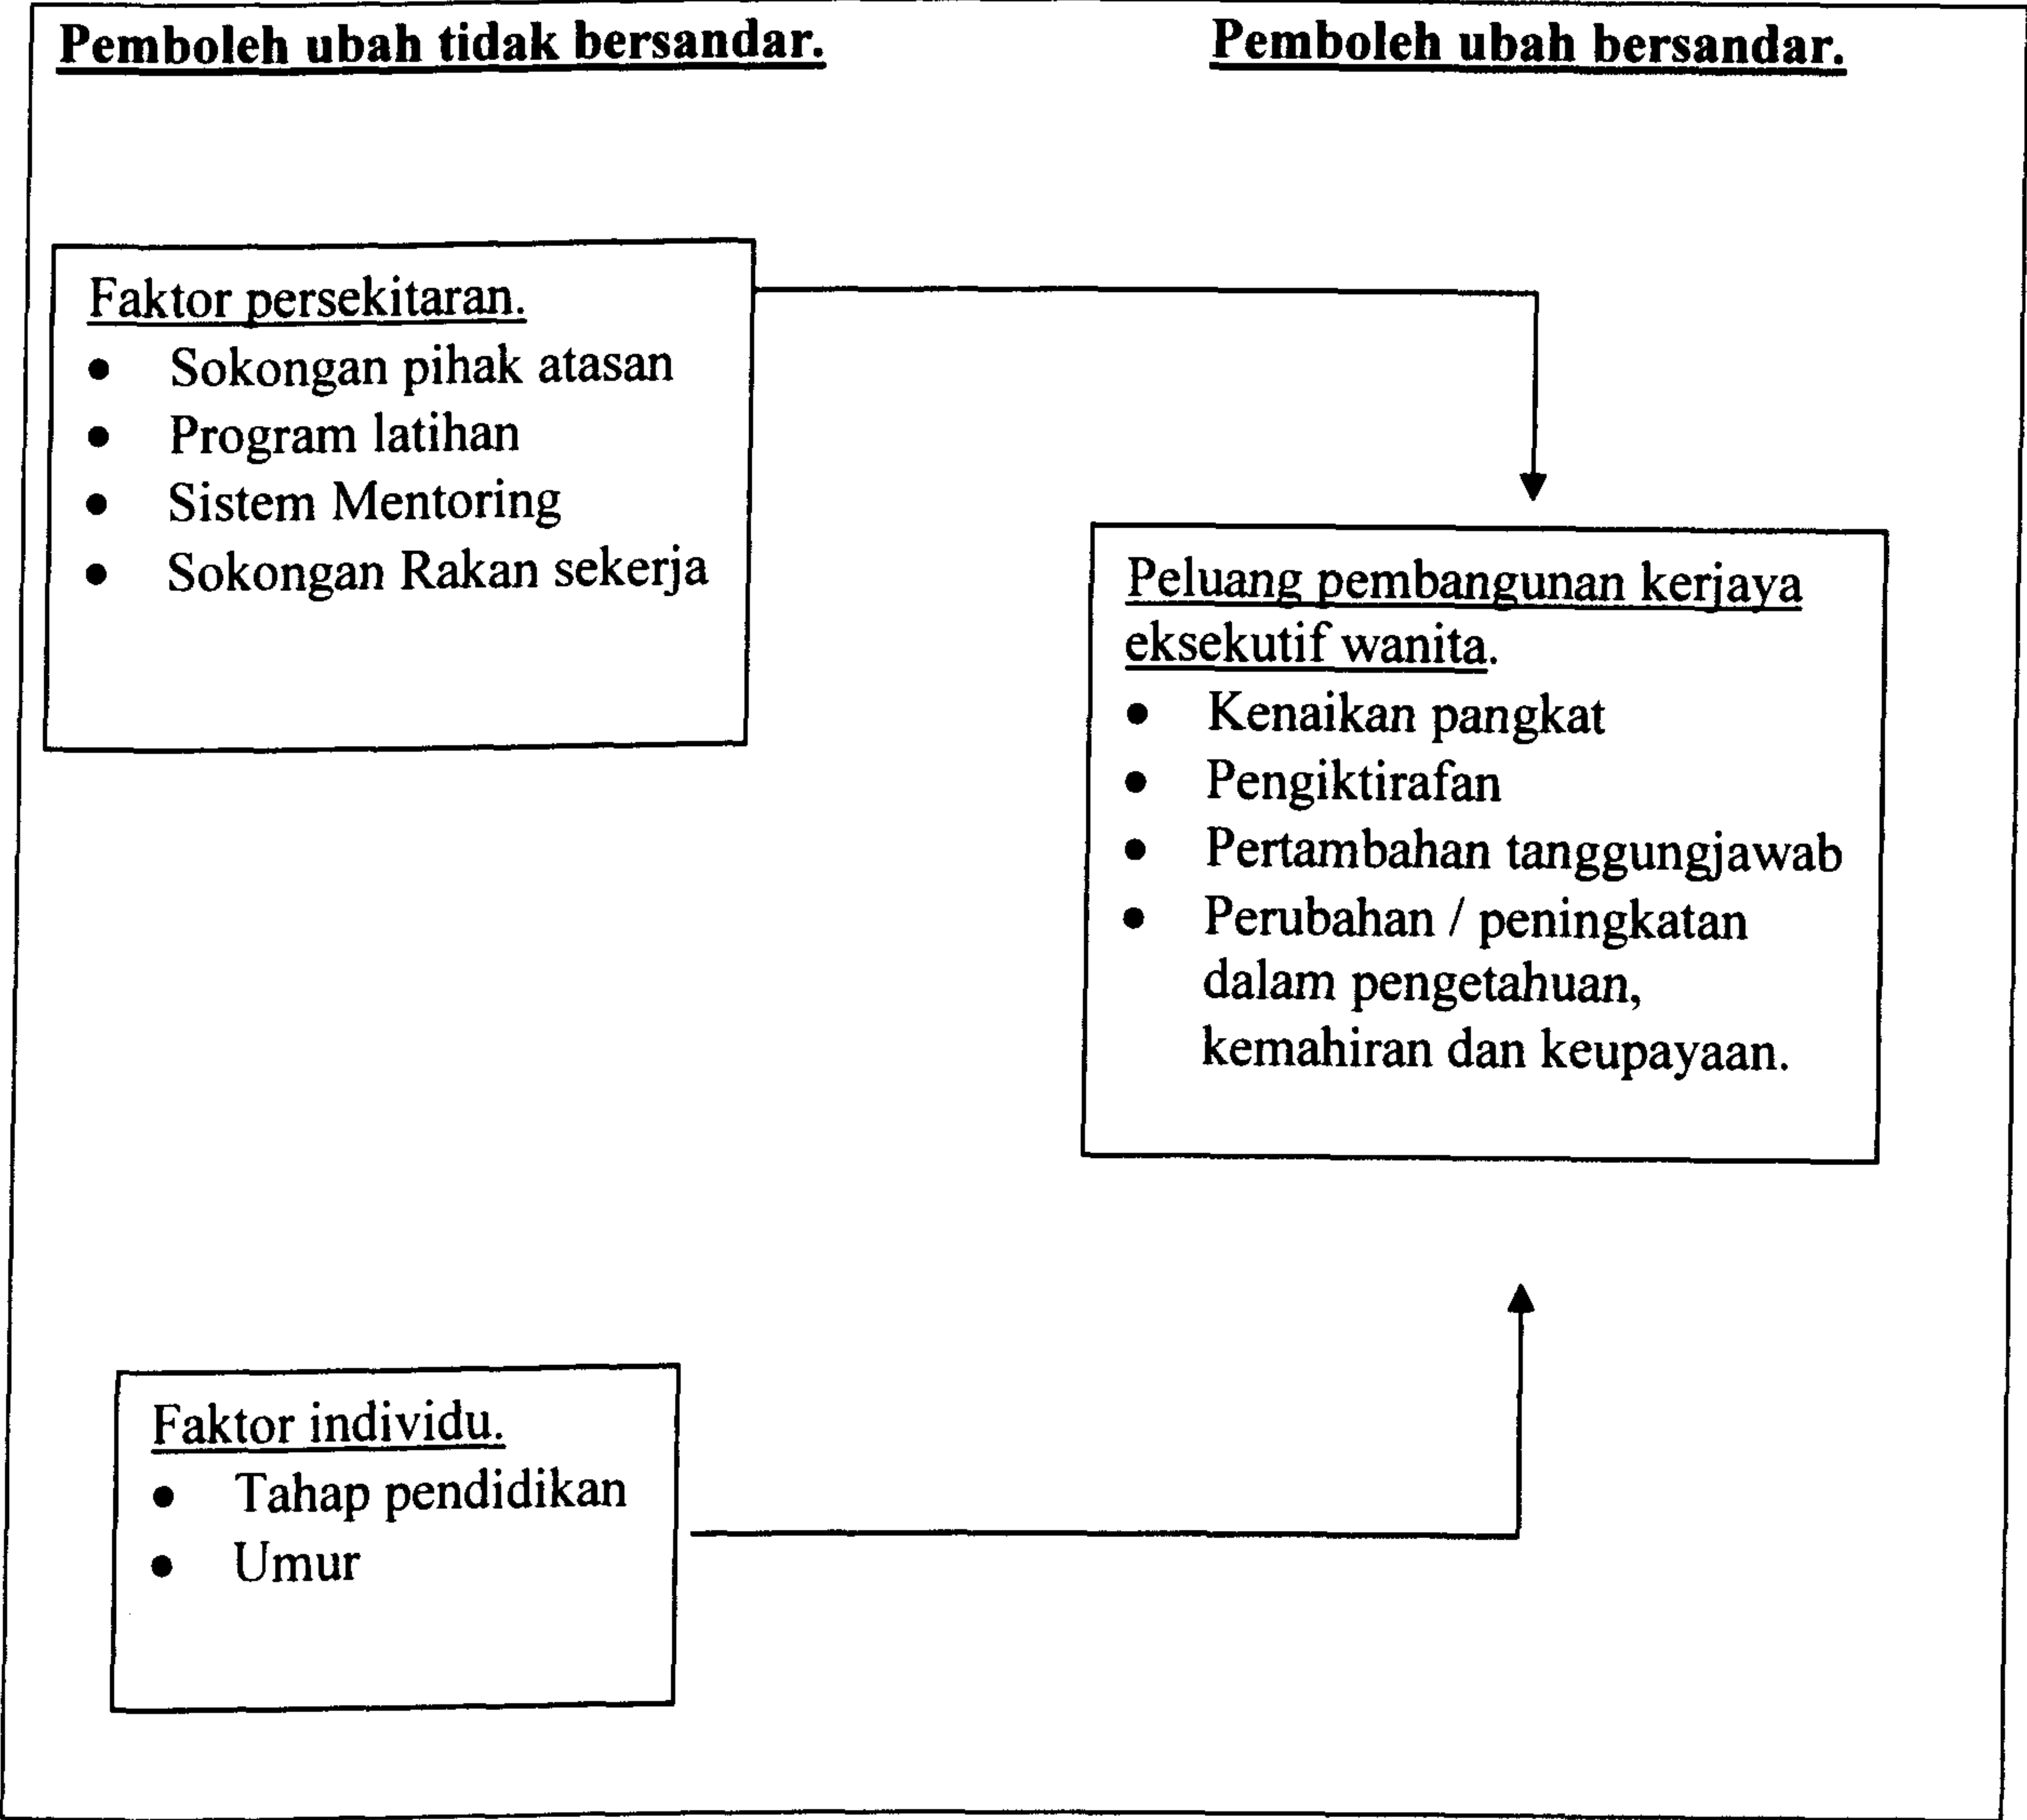 Pemboleh ubah tidak bersandar.
Pemboleh ubah bersandar.
Faktor persekitaran.
• Sokongan pihak atasan
• Program latihan
• Sistem Mentoring
• Sokongan Rakan sekerja
Peluang pembangunan kerjaya
eksekutif wanita.
• Kenaikan pangkat
• Pengiktirafan
• Pertambahan tanggungjawab
• Perubahan / peningkatan
dalam pengetahuan,
kemahiran dan keupayaan.
Faktor individu.
• Tahap pendidikan
• Umur